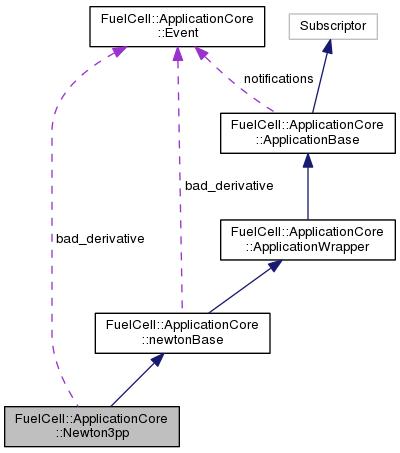 FuelCell::ApplicationCore
::Event
Subscriptor
notifications
FuelCell::ApplicationCore
::ApplicationBase
bad_derivative
bad_derivative
FuelCell::ApplicationCore
::ApplicationWrapper
FuelCell::ApplicationCore
::newtonBase
FuelCell::ApplicationCore
::Newton3pp